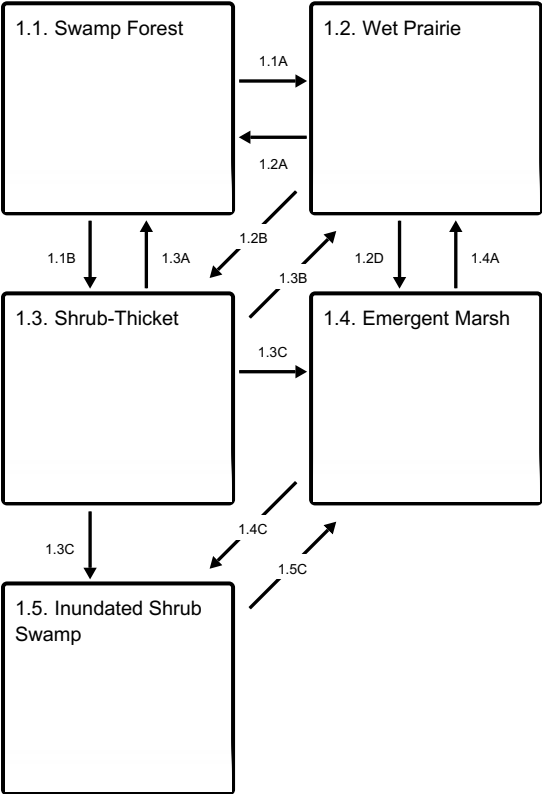 1.1. Swamp Forest
1.2. Wet Prairie
1.1A
1.2A
1.1B
1.3A
1.2B
1.3B
1.2D
1.4A
1.3. Shrub-Thicket
1.4. Emergent Marsh
1.3C
1.3C
1.4C
1.5C
1.5. Inundated Shrub
Swamp